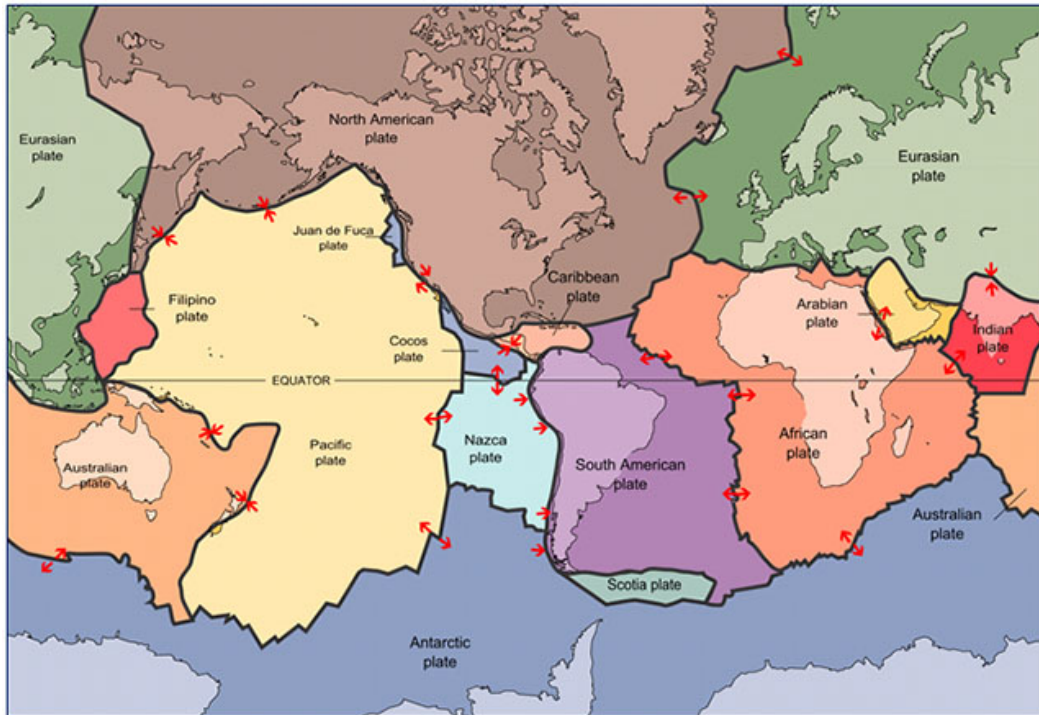 North American
plate
Eurasian
plate
Eurasian
plate
Juan de Fuca
plate
Filipino
plate
Caribbean
plate
Arabian
plate
Indian
plate
Cocos
plate
EQUATOR
Australian
plate
Pacific
plate
Nazca
plate
South American
plate
African
plate
Australian
plate
Scotia plate
Antarctic
plate